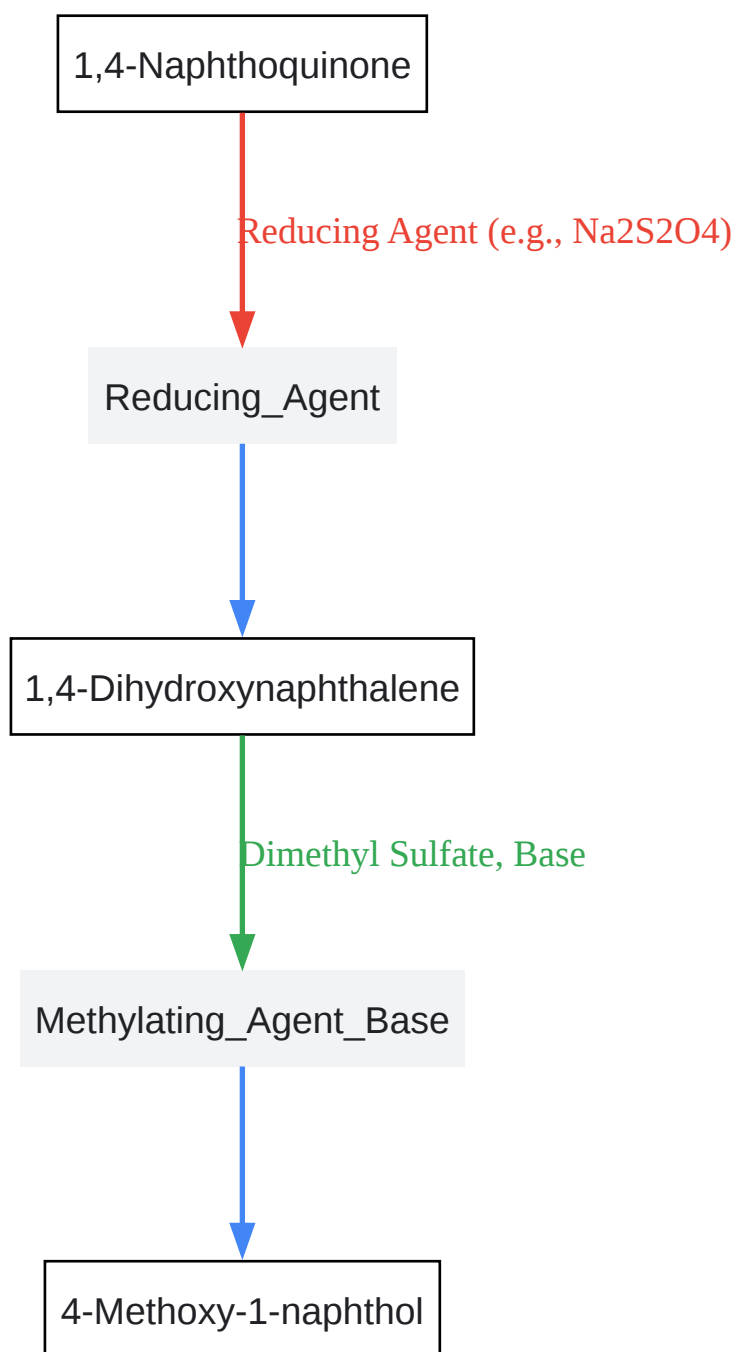 1,4-Naphthoquinone
Reducing Agent (e.g., Na2S2O4)
Reducing_Agent
1,4-Dihydroxynaphthalene
Dimethyl Sulfate, Base
Methylating_Agent_Base
4-Methoxy-1-naphthol